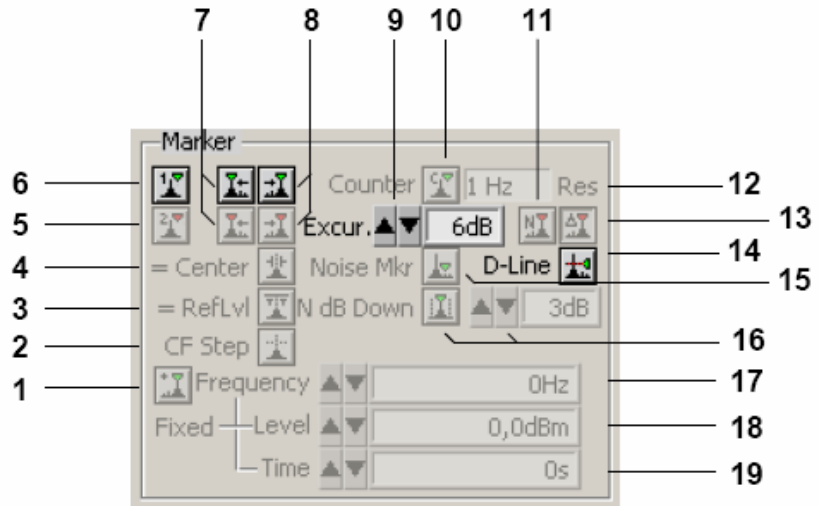 7 8 9 10 11
Marker
6 1 Counter C 1 Hz Res 12
5 2 Excur. 6dB N Δ 13
4 = Center Noise Mkr D-Line 14
15
3 = RefLvl N dB Down 3dB
2 CF Step 16
1 Frequency 0Hz 17
Fixed Level 0,0dBm 18
Time 0s 19